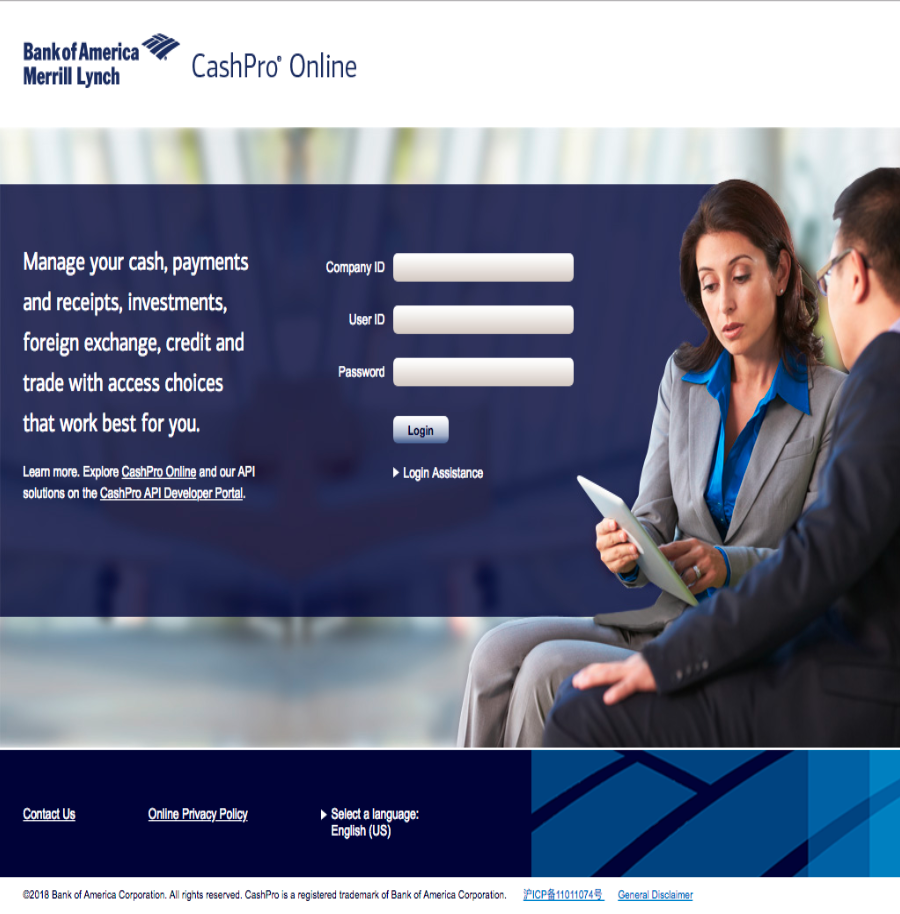 Bank of America
Merrill Lynch
CashPro® Online
Manage your cash, payments
and receipts, investments,
foreign exchange, credit and
trade with access choices
that work best for you.
Learn more. Explore CashPro Online and our API
solutions on the CashPro API Developer Portal.
Company ID
User ID
Password
Login
Login Assistance
Contact Us
Online Privacy Policy
Select a language:
English (US)
©2018 Bank of America Corporation. All rights reserved. CashPro is a registered trademark of Bank of America Corporation. 沪ICP备11011074号 General Disclaimer